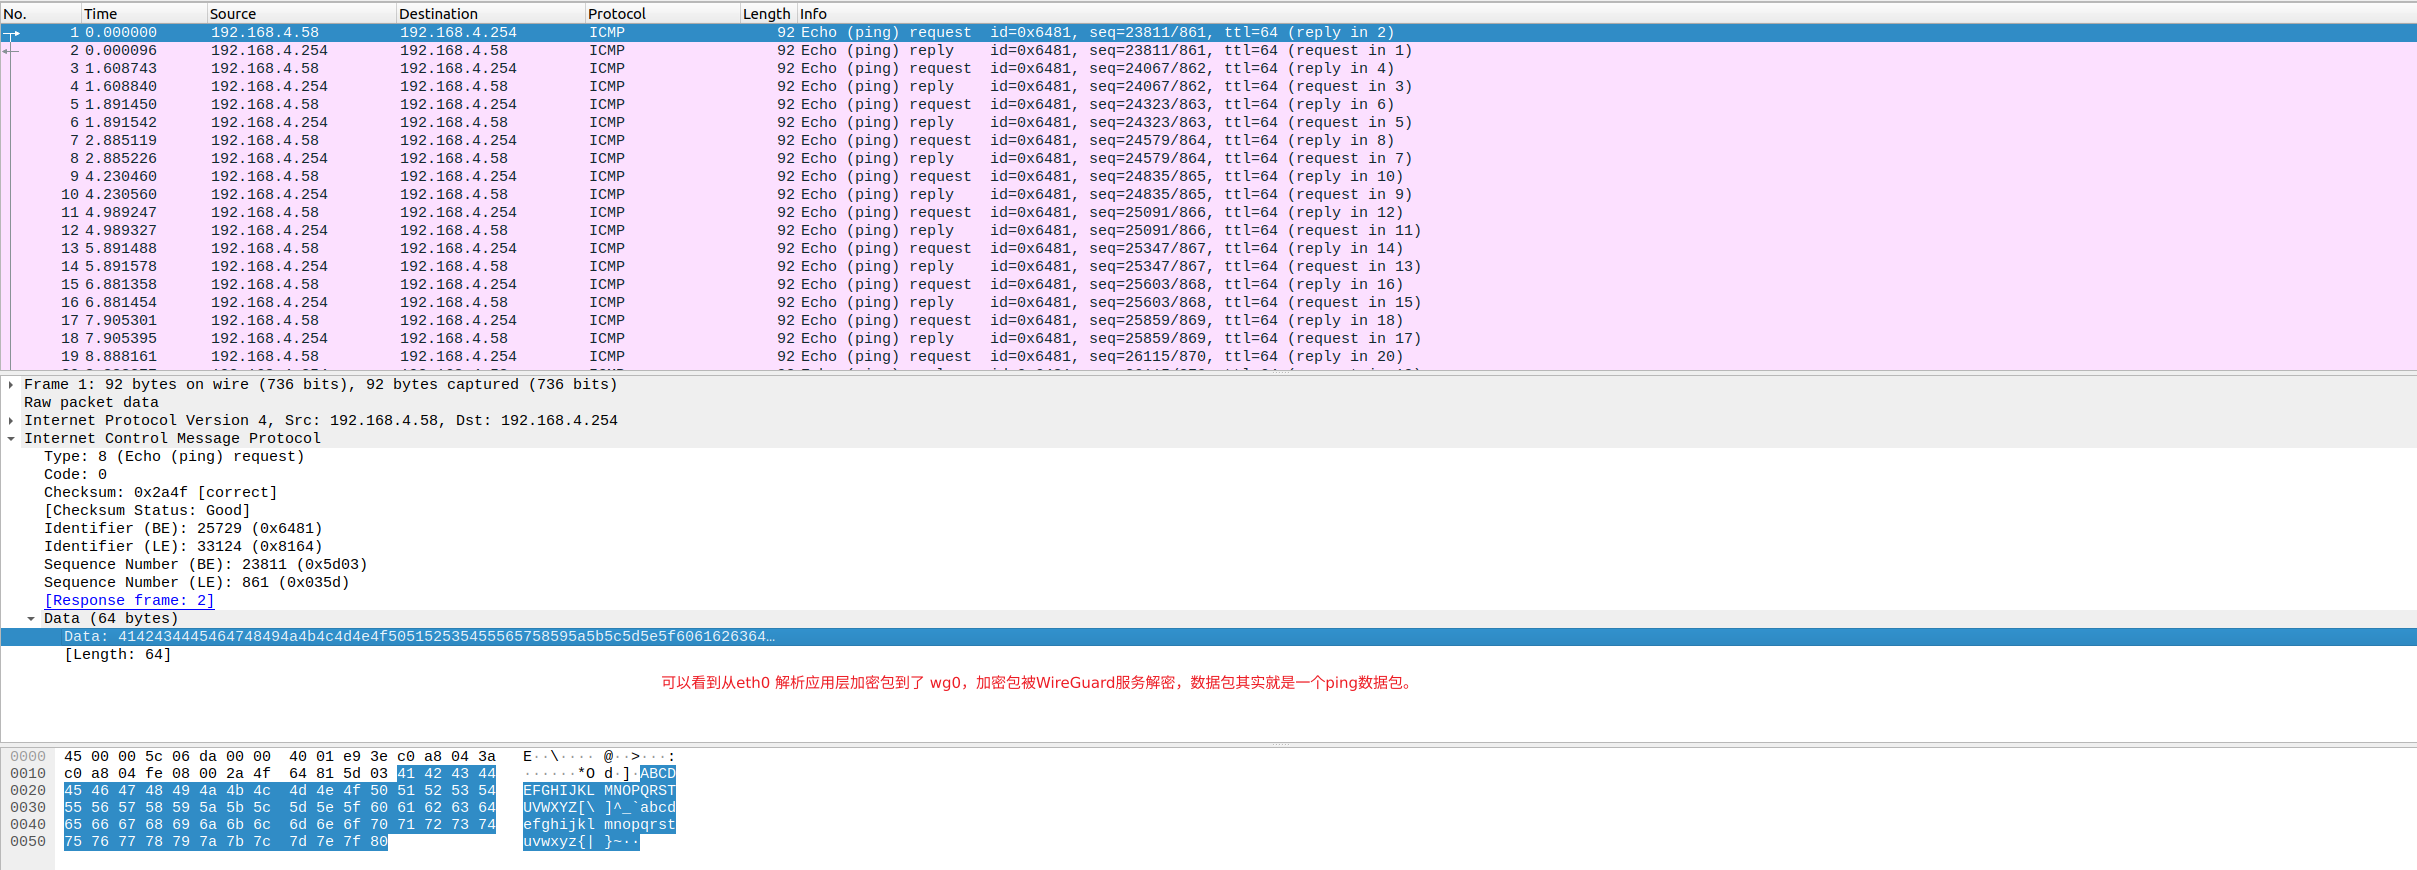 No. Time Source Destination Protocol Length Info
1 0.000000 192.168.4.58 192.168.4.254 ICMP 92 Echo (ping) request id=0x6481, seq=23811/861, ttl=64 (reply in 2)
2 0.000096 192.168.4.254 192.168.4.58 ICMP 92 Echo (ping) reply id=0x6481, seq=23811/861, ttl=64 (request in 1)
3 1.608743 192.168.4.58 192.168.4.254 ICMP 92 Echo (ping) request id=0x6481, seq=24067/862, ttl=64 (reply in 4)
4 1.608840 192.168.4.254 192.168.4.58 ICMP 92 Echo (ping) reply id=0x6481, seq=24067/862, ttl=64 (request in 3)
5 1.891450 192.168.4.58 192.168.4.254 ICMP 92 Echo (ping) request id=0x6481, seq=24323/863, ttl=64 (reply in 6)
6 1.891542 192.168.4.254 192.168.4.58 ICMP 92 Echo (ping) reply id=0x6481, seq=24323/863, ttl=64 (request in 5)
7 2.885119 192.168.4.58 192.168.4.254 ICMP 92 Echo (ping) request id=0x6481, seq=24579/864, ttl=64 (reply in 8)
8 2.885226 192.168.4.254 192.168.4.58 ICMP 92 Echo (ping) reply id=0x6481, seq=24579/864, ttl=64 (request in 7)
9 4.230460 192.168.4.58 192.168.4.254 ICMP 92 Echo (ping) request id=0x6481, seq=24835/865, ttl=64 (reply in 10)
10 4.230560 192.168.4.254 192.168.4.58 ICMP 92 Echo (ping) reply id=0x6481, seq=24835/865, ttl=64 (request in 9)
11 4.989247 192.168.4.58 192.168.4.254 ICMP 92 Echo (ping) request id=0x6481, seq=25091/866, ttl=64 (reply in 12)
12 4.989327 192.168.4.254 192.168.4.58 ICMP 92 Echo (ping) reply id=0x6481, seq=25091/866, ttl=64 (request in 11)
13 5.891488 192.168.4.58 192.168.4.254 ICMP 92 Echo (ping) request id=0x6481, seq=25347/867, ttl=64 (reply in 14)
14 5.891578 192.168.4.254 192.168.4.58 ICMP 92 Echo (ping) reply id=0x6481, seq=25347/867, ttl=64 (request in 13)
15 6.881358 192.168.4.58 192.168.4.254 ICMP 92 Echo (ping) request id=0x6481, seq=25603/868, ttl=64 (reply in 16)
16 6.881454 192.168.4.254 192.168.4.58 ICMP 92 Echo (ping) reply id=0x6481, seq=25603/868, ttl=64 (request in 15)
17 7.905301 192.168.4.58 192.168.4.254 ICMP 92 Echo (ping) request id=0x6481, seq=25859/869, ttl=64 (reply in 18)
18 7.905395 192.168.4.254 192.168.4.58 ICMP 92 Echo (ping) reply id=0x6481, seq=25859/869, ttl=64 (request in 17)
19 8.888161 192.168.4.58 192.168.4.254 ICMP 92 Echo (ping) request id=0x6481, seq=26115/870, ttl=64 (reply in 20)
Frame 1: 92 bytes on wire (736 bits), 92 bytes captured (736 bits)
Raw packet data
Internet Protocol Version 4, Src: 192.168.4.58, Dst: 192.168.4.254
Internet Control Message Protocol
Type: 8 (Echo (ping) request)
Code: 0
Checksum: 0x2a4f [correct]
[Checksum Status: Good]
Identifier (BE): 25729 (0x6481)
Identifier (LE): 33124 (0x8164)
Sequence Number (BE): 23811 (0x5d03)
Sequence Number (LE): 861 (0x035d)
[Response frame: 2]
Data (64 bytes)
Data: 4142434445464748494a4b4c4d4e4f505152535455565758595a5b5c5d5e5f6061626364…
[Length: 64]
可以看到从eth0 解析应用层加密包到了 wg0，加密包被WireGuard服务解密，数据包其实就是一个ping数据包。
0000 45 00 00 5c 06 da 00 00 40 01 e9 3e c0 a8 04 3a E··\···· @··>···:
0010 c0 a8 04 fe 08 00 2a 4f 64 81 5d 03 41 42 43 44 ······*O d·]·ABCD
0020 45 46 47 48 49 4a 4b 4c 4d 4e 4f 50 51 52 53 54 EFGHIJKL MNOPQRST
0030 55 56 57 58 59 5a 5b 5c 5d 5e 5f 60 61 62 63 64 UVWXYZ[\ ]^_`abcd
0040 65 66 67 68 69 6a 6b 6c 6d 6e 6f 70 71 72 73 74 efghijkl mnopqrst
0050 75 76 77 78 79 7a 7b 7c 7d 7e 7f 80 uvwxyz{| }~··